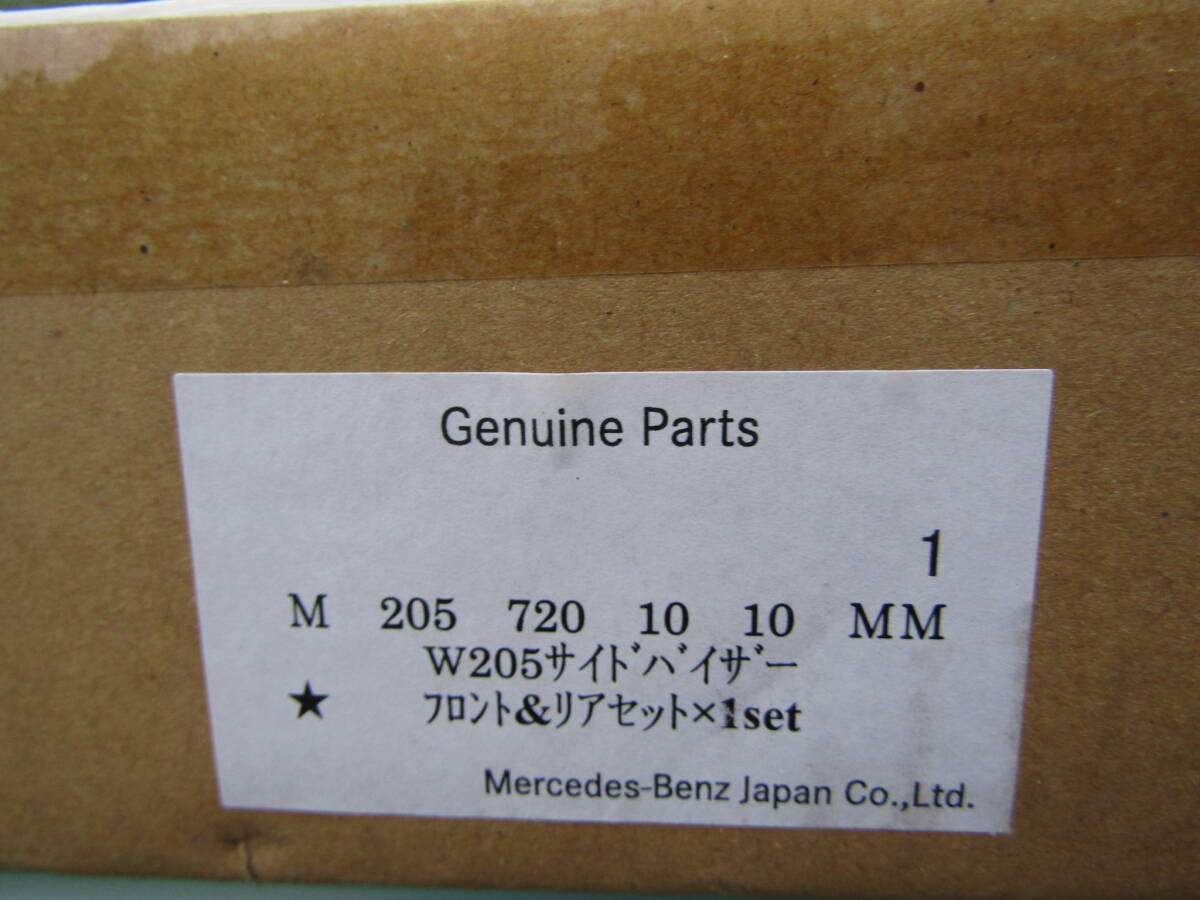 Genuine Parts
1
M 205 720 10 10 MM
W205ｻｲﾄﾞﾊﾞｲｻﾞｰ
★ ﾌﾛﾝﾄ&ﾘｱｾｯﾄ×1set
Mercedes-Benz Japan Co.,Ltd.